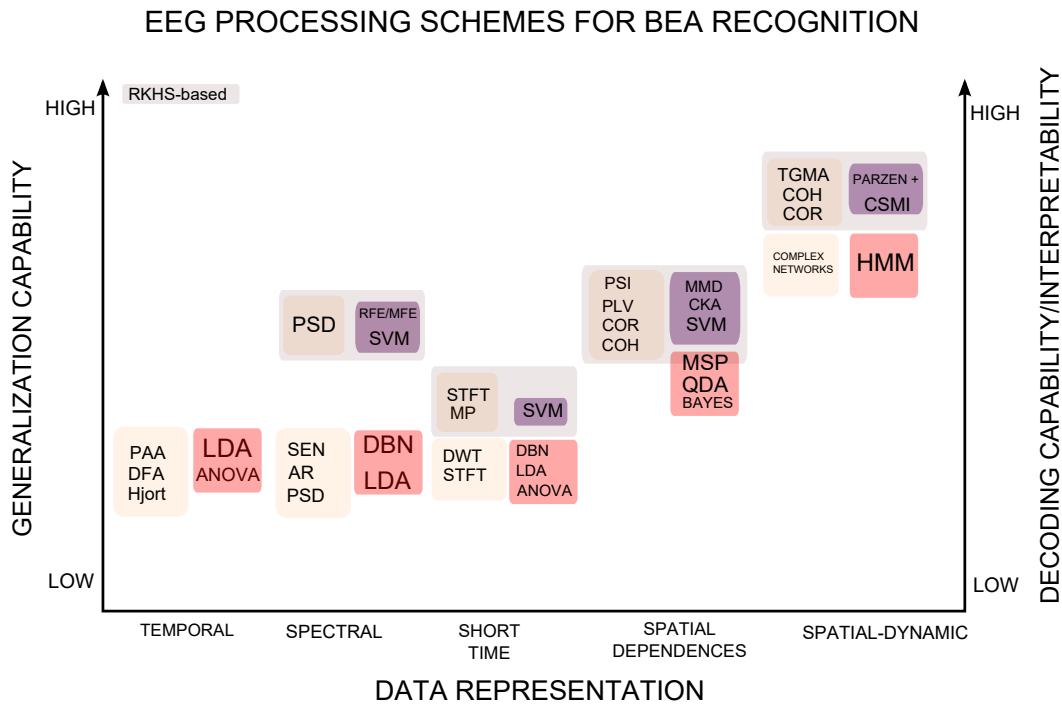 EEG PROCESSING SCHEMES FOR BEA RECOGNITION
HIGH
RKHS-based
HIGH
GENERALIZATION CAPABILITY
DECODING CAPABILITY/INTERPRETABILITY
TGMA
COH
COR
PARZEN +
CSMI
COMPLEX
NETWORKS
HMM
PSI
PLV
COR
COH
MMD
CKA
SVM
MSP
QDA
BAYES
PSD
RFE/MFE
SVM
STFT
MP
SVM
PAA
DFA
Hjort
LDA
ANOVA
SEN
AR
PSD
DBN
LDA
DWT
STFT
DBN
LDA
ANOVA
LOW
LOW
TEMPORAL
SPECTRAL
SHORT
TIME
SPATIAL
DEPENDENCES
SPATIAL-DYNAMIC
DATA REPRESENTATION